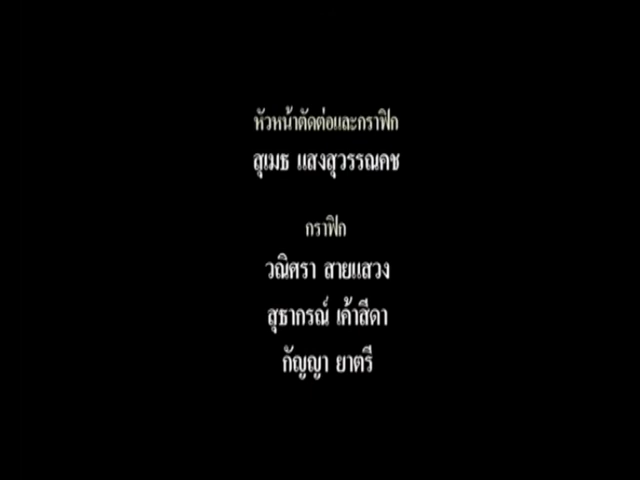 หัวหน้าตัดต่อและกราฟิก
สุเมธ แสงสุวรรณคช
กราฟิก
วณิศรา สายแสวง
สุธากรณ์ เค้าสีดา
กัญญา ยาตรี